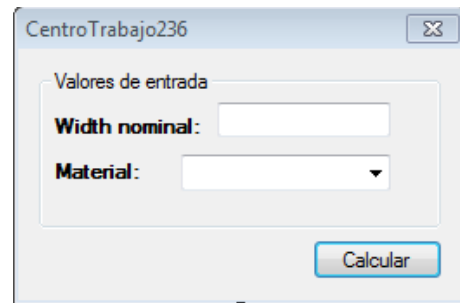 CentroTrabajo236
Valores de entrada
Width nominal:
Material:
Calcular